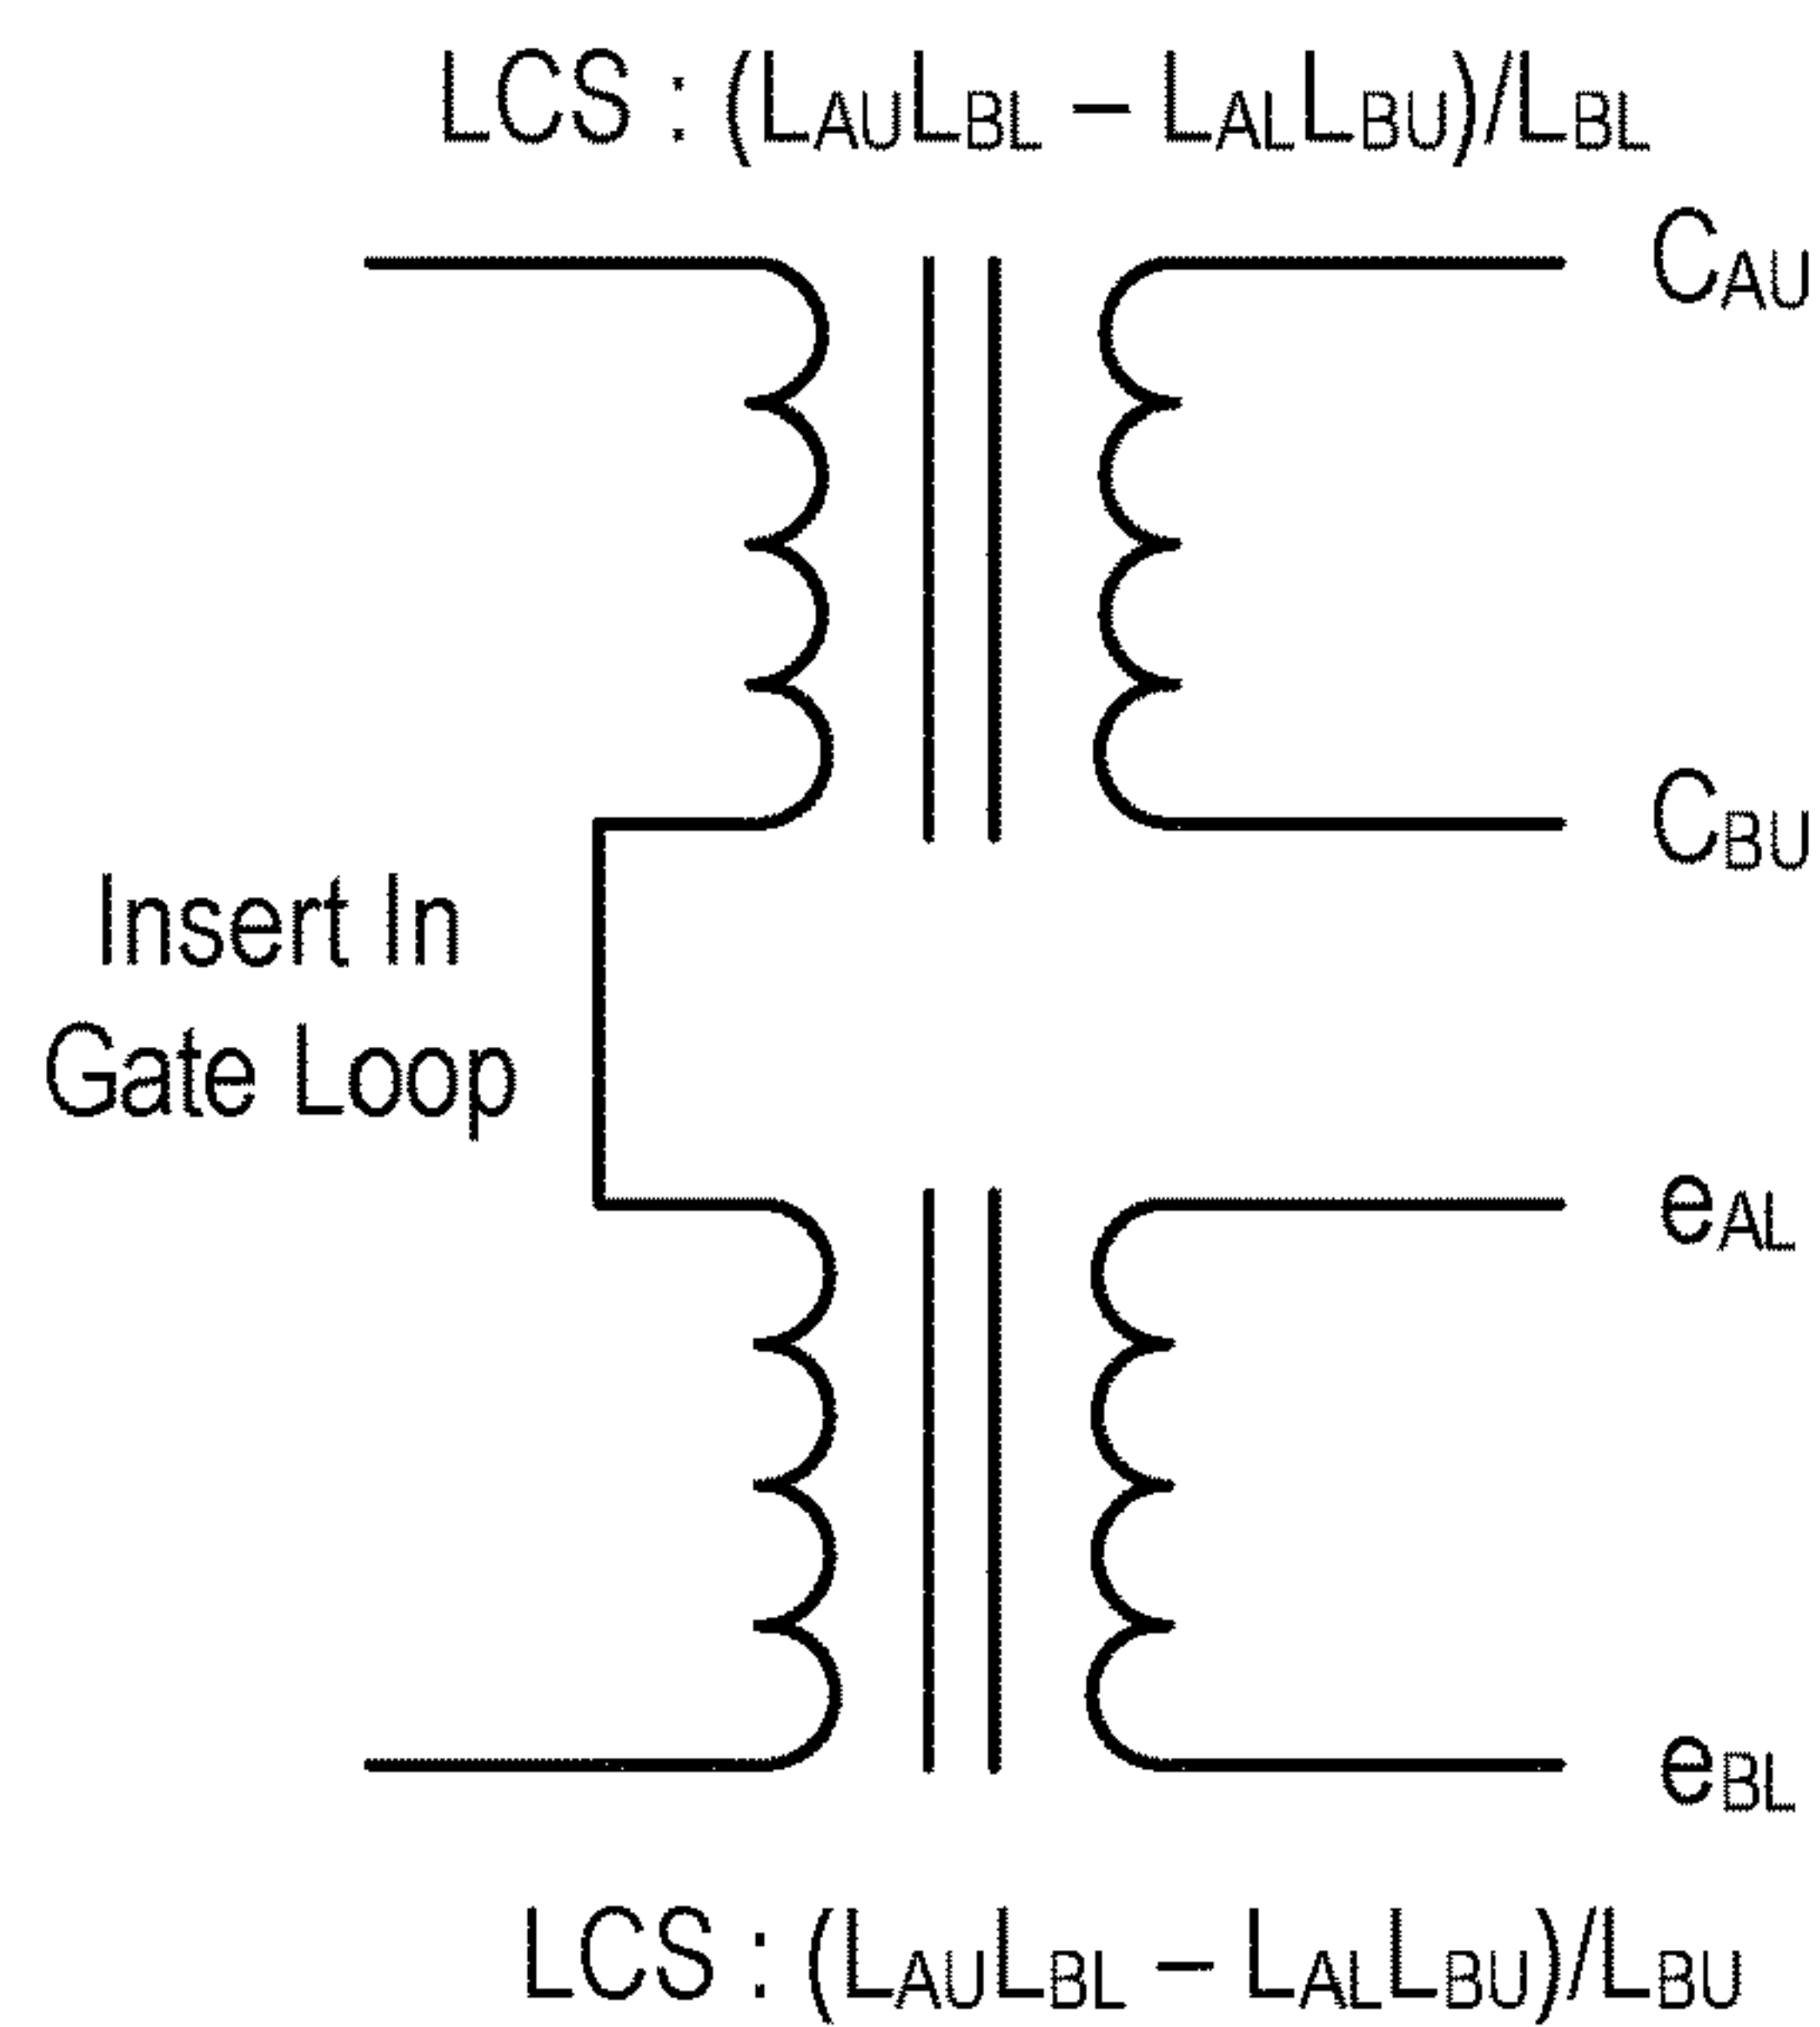 LCS : (LAULBL – LALLBU)/LBL
CAU
CBU
Insert In
Gate Loop
eAL
eBL
LCS : (LAULBL – LALLBU)/LBU